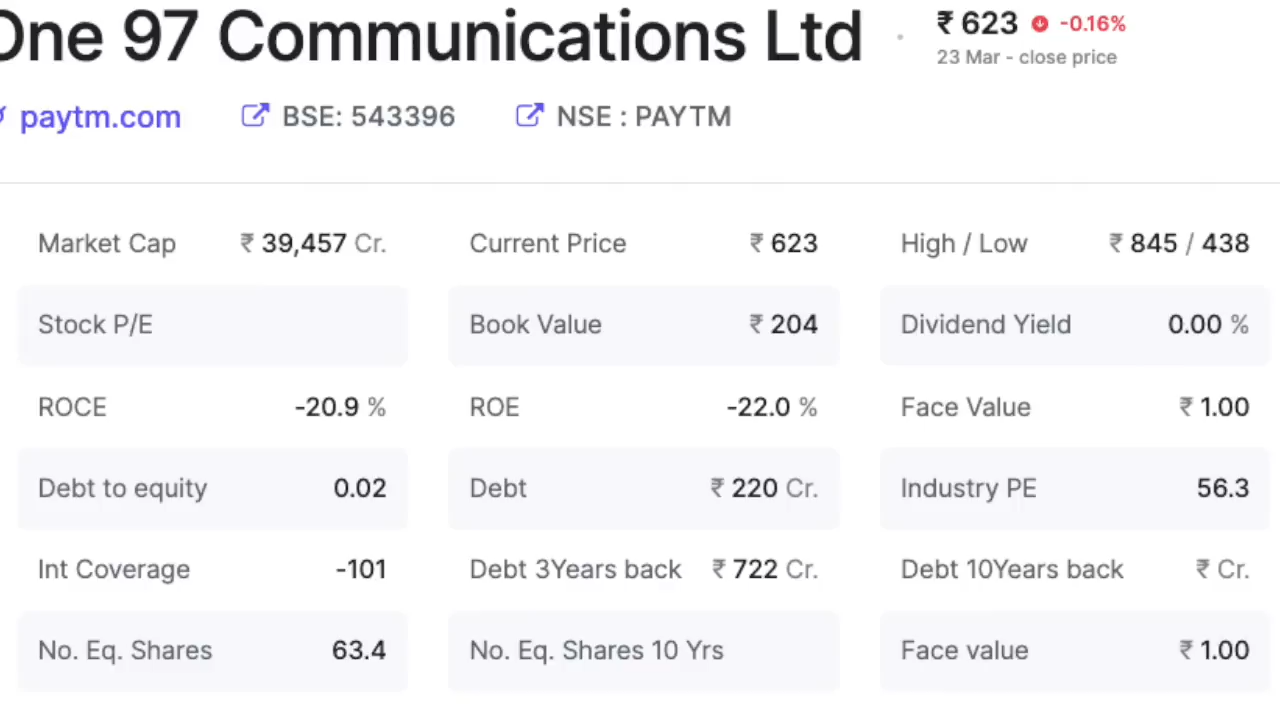 One 97 Communications Ltd
₹ 623 -0.16%
23 Mar - close price
paytm.com BSE: 543396 NSE : PAYTM
Market Cap ₹ 39,457 Cr. Current Price ₹ 623 High / Low ₹ 845 / 438
Stock P/E Book Value ₹ 204 Dividend Yield 0.00 %
ROCE -20.9 % ROE -22.0 % Face Value ₹ 1.00
Debt to equity 0.02 Debt ₹ 220 Cr. Industry PE 56.3
Int Coverage -101 Debt 3Years back ₹ 722 Cr. Debt 10Years back ₹ Cr.
No. Eq. Shares 63.4 No. Eq. Shares 10 Yrs Face value ₹ 1.00